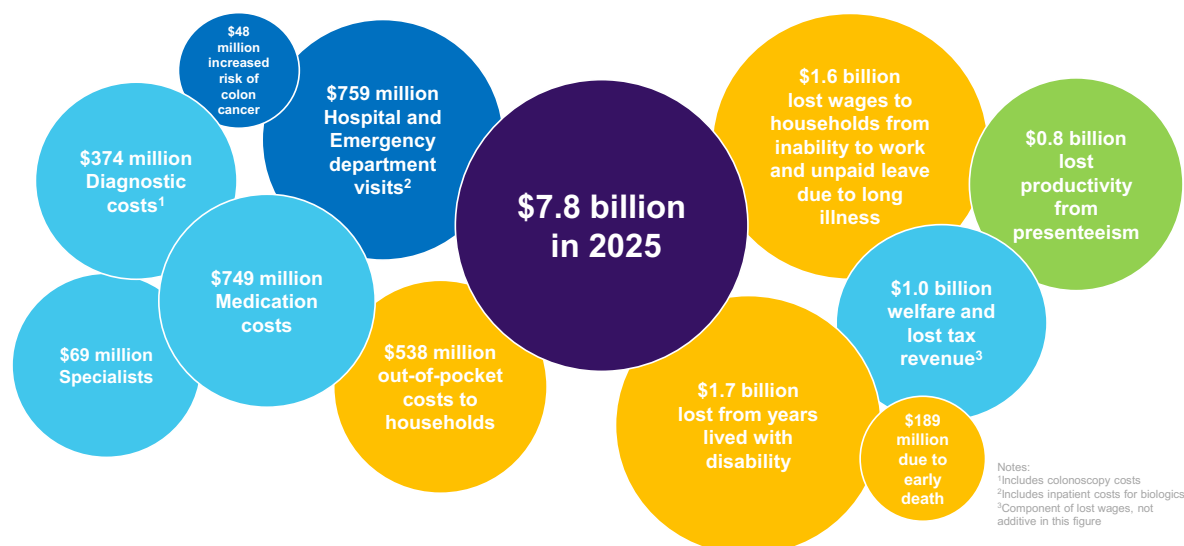 $48
million
increased
risk of
colon
cancer
$759 million
Hospital and
Emergency
department
visits²
$374 million
Diagnostic
costs¹
$749 million
Medication
costs
$69 million
Specialists
$538 million
out-of-pocket
costs to
households
$7.8 billion
in 2025
$1.6 billion
lost wages to
households from
inability to work
and unpaid leave
due to long
illness
$0.8 billion
lost
productivity
from
presenteeism
$1.0 billion
welfare and
lost tax
revenue³
$1.7 billion
lost from years
lived with
disability
$189
million
due to
early
death
Notes:
¹Includes colonoscopy costs
²Includes inpatient costs for biologics
³Component of lost wages, not
additive in this figure